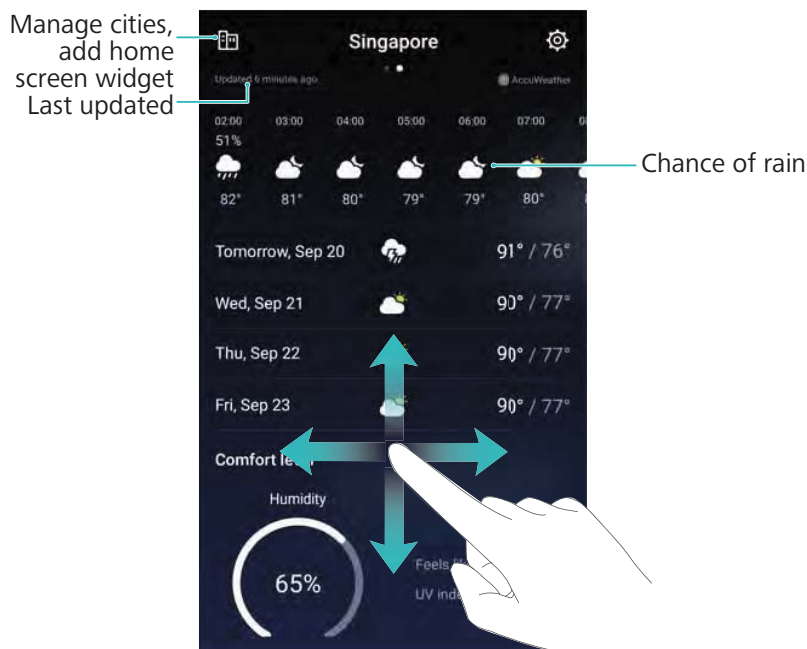 Manage cities,
add home
screen widget
Last updated
Singapore
Updated 6 minutes ago
AccuWeather
02:00 03:00 04:00 05:00 06:00 07:00
51%
Chance of rain
82° 81° 80° 79° 79° 80°
Tomorrow, Sep 20 91° / 76°
Wed, Sep 21 90° / 77°
Thu, Sep 22 90° / 77°
Fri, Sep 23 90° / 77°
Comfort
Humidity
65%
Feels
UV